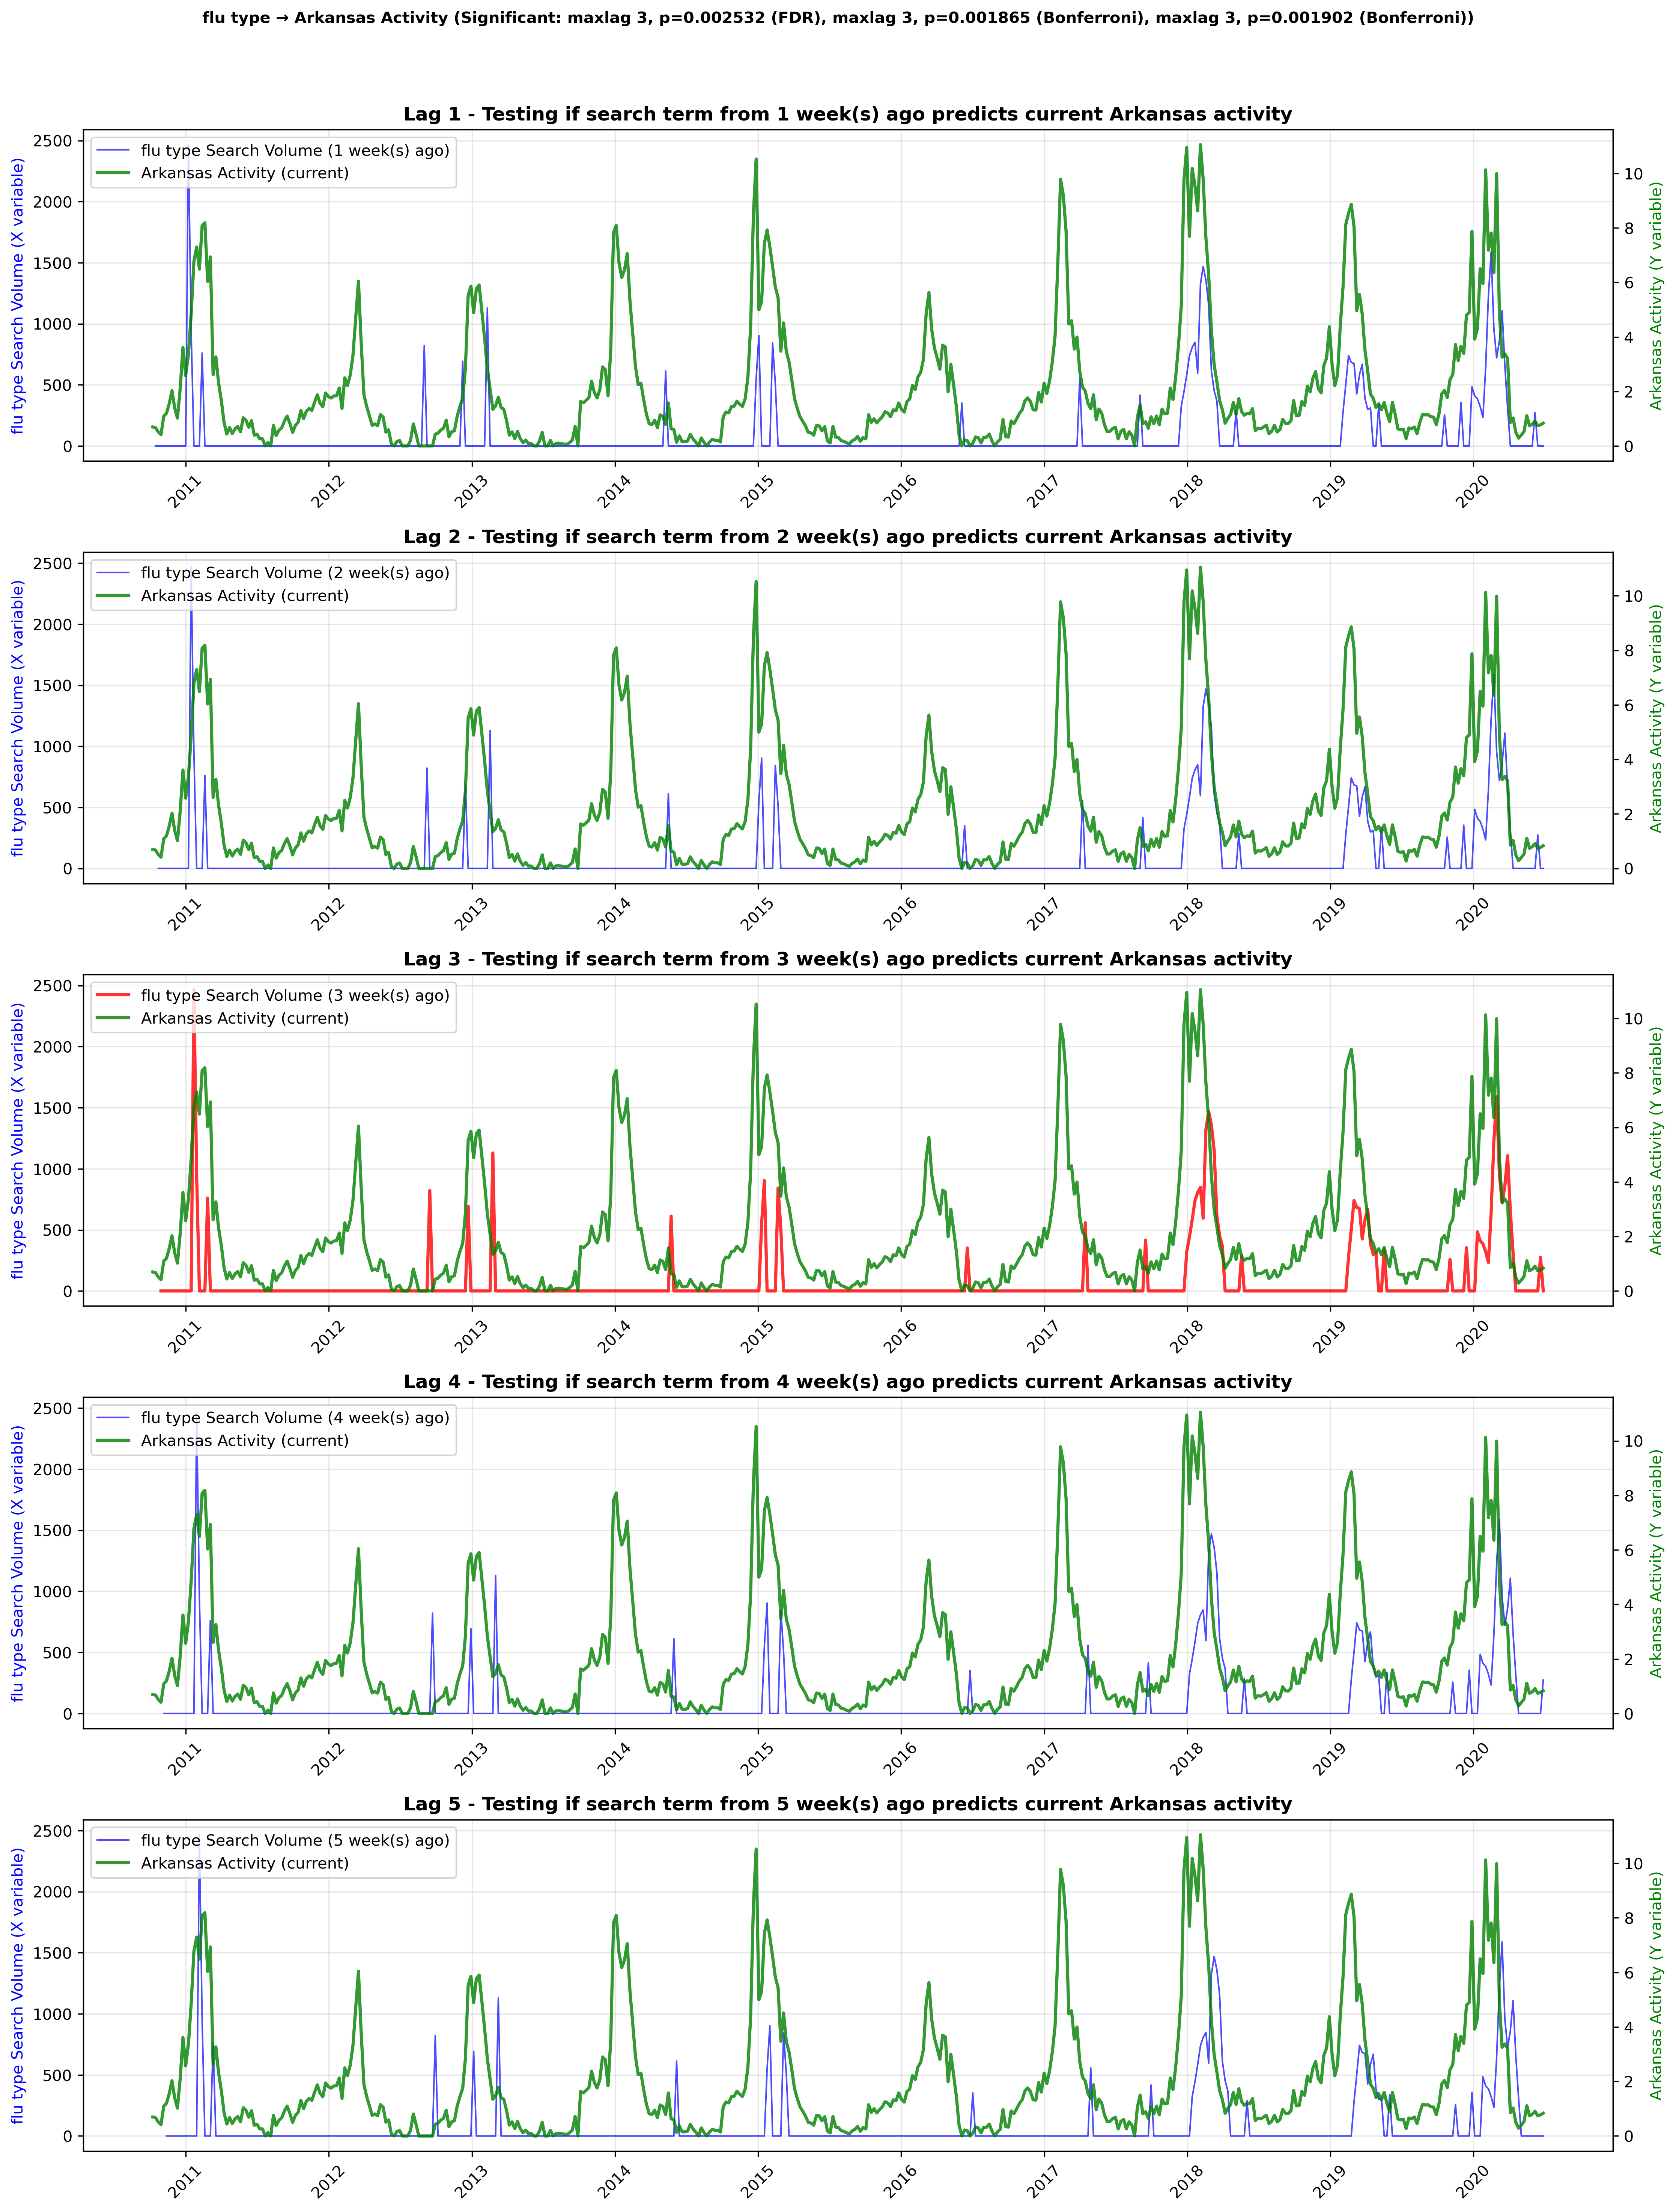 flu type → Arkansas Activity (Significant: maxlag 3, p=0.002532 (FDR), maxlag 3, p=0.001865 (Bonferroni), maxlag 3, p=0.001902 (Bonferroni))
Lag 1 - Testing if search term from 1 week(s) ago predicts current Arkansas activity
flu type Search Volume (1 week(s) ago)
Arkansas Activity (current)
flu type Search Volume (X variable)
2500
2000
1500
1000
500
0
10
8
6
4
2
0
Arkansas Activity (Y variable)
2011 2012 2013 2014 2015 2016 2017 2018 2019 2020
Lag 2 - Testing if search term from 2 week(s) ago predicts current Arkansas activity
flu type Search Volume (2 week(s) ago)
Arkansas Activity (current)
flu type Search Volume (X variable)
2500
2000
1500
1000
500
0
10
8
6
4
2
0
Arkansas Activity (Y variable)
2011 2012 2013 2014 2015 2016 2017 2018 2019 2020
Lag 3 - Testing if search term from 3 week(s) ago predicts current Arkansas activity
flu type Search Volume (3 week(s) ago)
Arkansas Activity (current)
flu type Search Volume (X variable)
2500
2000
1500
1000
500
0
10
8
6
4
2
0
Arkansas Activity (Y variable)
2011 2012 2013 2014 2015 2016 2017 2018 2019 2020
Lag 4 - Testing if search term from 4 week(s) ago predicts current Arkansas activity
flu type Search Volume (4 week(s) ago)
Arkansas Activity (current)
flu type Search Volume (X variable)
2500
2000
1500
1000
500
0
10
8
6
4
2
0
Arkansas Activity (Y variable)
2011 2012 2013 2014 2015 2016 2017 2018 2019 2020
Lag 5 - Testing if search term from 5 week(s) ago predicts current Arkansas activity
flu type Search Volume (5 week(s) ago)
Arkansas Activity (current)
flu type Search Volume (X variable)
2500
2000
1500
1000
500
0
10
8
6
4
2
0
Arkansas Activity (Y variable)
2011 2012 2013 2014 2015 2016 2017 2018 2019 2020